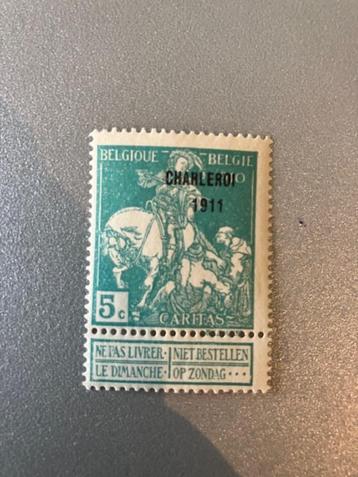 BELGIQUE BELGIE
CHARLEROI
1911
5c
CARITAS
NE PAS LIVRER· NIET BESTELLEN
LE DIMANCHE· OP ZONDAG···